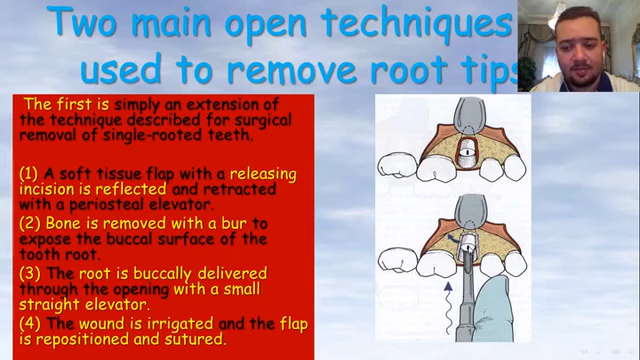 Two main open techniques
used to remove root tips
The first is simply an extension of
the technique described for surgical
removal of single-rooted teeth.
(1) A soft tissue flap with a releasing
incision is reflected and retracted
with a periosteal elevator.
(2) Bone is removed with a bur to
expose the buccal surface of the
tooth root.
(3) The root is buccally delivered
through the opening with a small
straight elevator.
(4) The wound is irrigated and the flap
is repositioned and sutured.